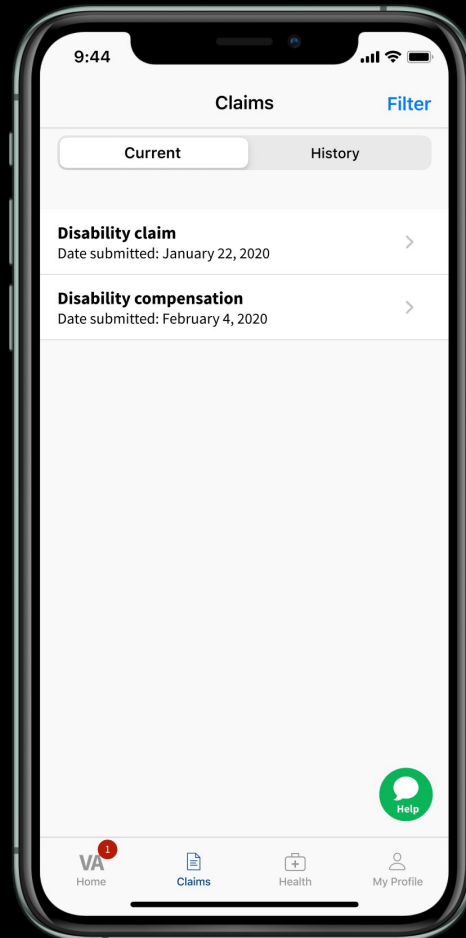 9:44
Claims
Filter
Current
History
Disability claim
Date submitted: January 22, 2020
Disability compensation
Date submitted: February 4, 2020
Help
VA
1
Home
Claims
Health
My Profile